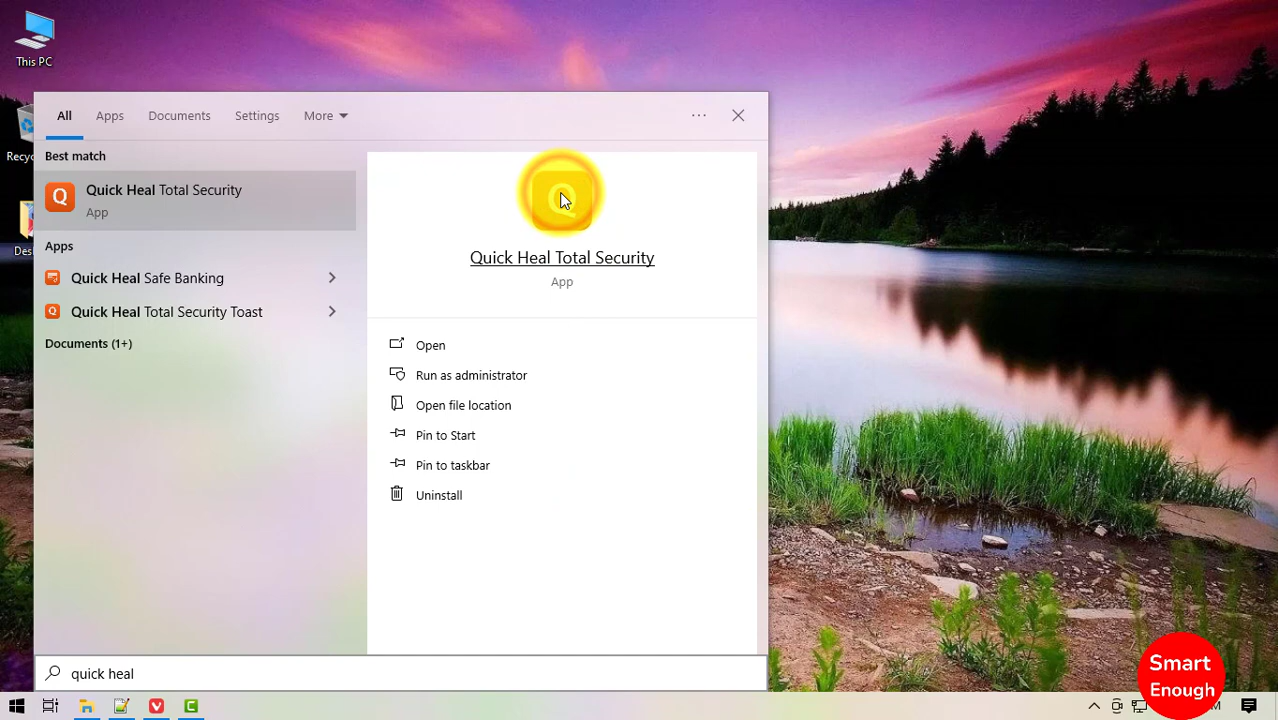 This PC
All Apps Documents Settings More
Best match
Quick Heal Total Security
App
Apps
Quick Heal Safe Banking
Quick Heal Total Security Toast
Documents (1+)
Q
Quick Heal Total Security
App
Open
Run as administrator
Open file location
Pin to Start
Pin to taskbar
Uninstall
quick heal
Smart
Enough